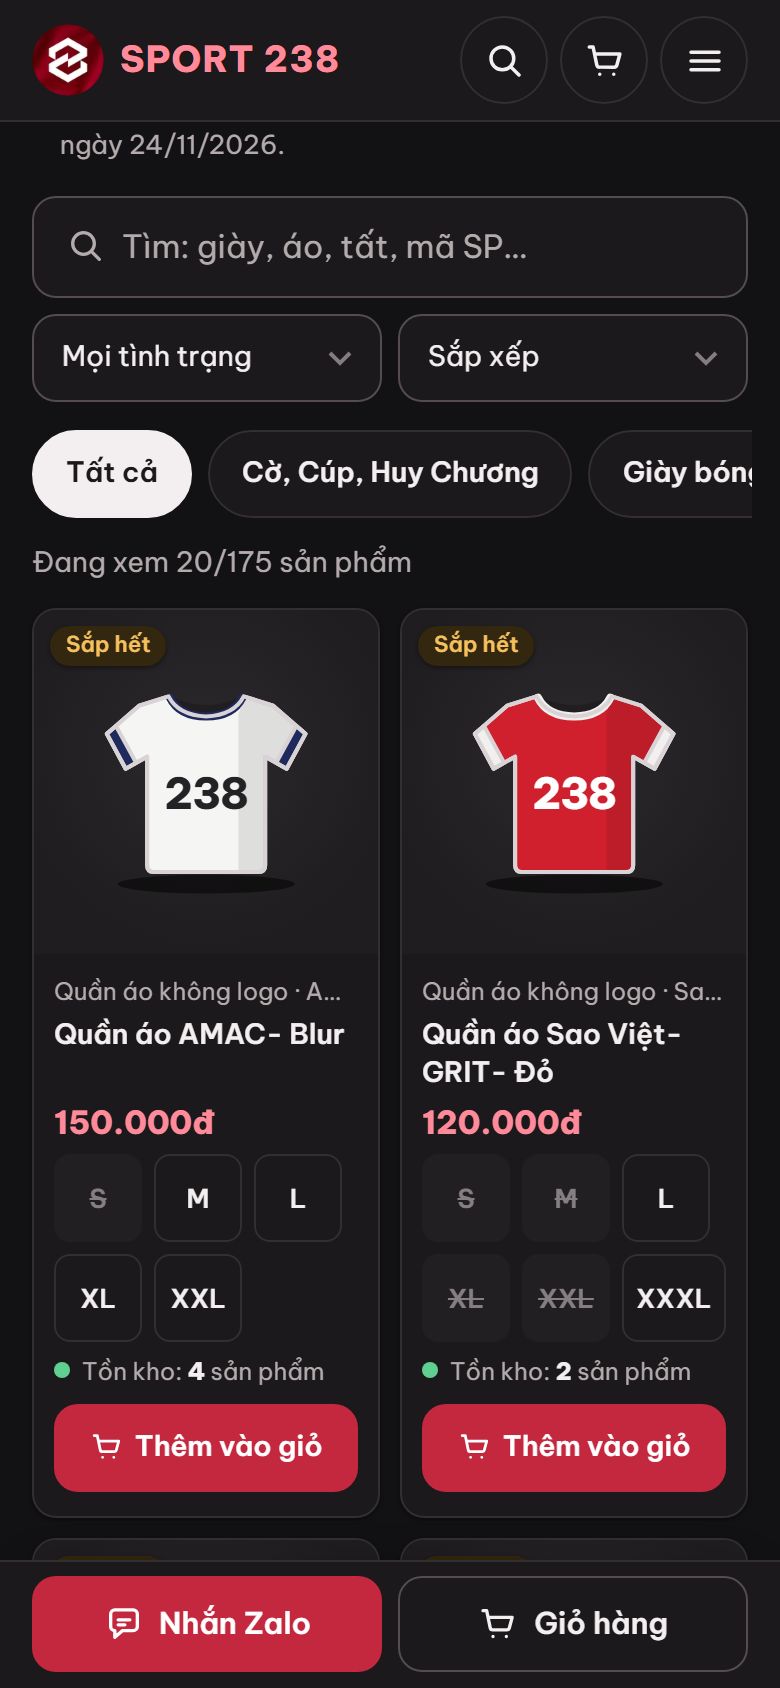 SPORT 238
ngày 24/11/2026.
Tìm: giày, áo, tất, mã SP...
Mọi tình trạng
Sắp xếp
Tất cả
Cờ, Cúp, Huy Chương
Giày bóng
Đang xem 20/175 sản phẩm
Sắp hết
238
Quần áo không logo · A...
Quần áo AMAC- Blur
150.000đ
S
M
L
XL
XXL
Tồn kho: 4 sản phẩm
Thêm vào giỏ
Sắp hết
238
Quần áo không logo · Sa...
Quần áo Sao Việt-
GRIT- Đỏ
120.000đ
S
M
L
XL
XXL
XXXL
Tồn kho: 2 sản phẩm
Thêm vào giỏ
Nhắn Zalo
Giỏ hàng